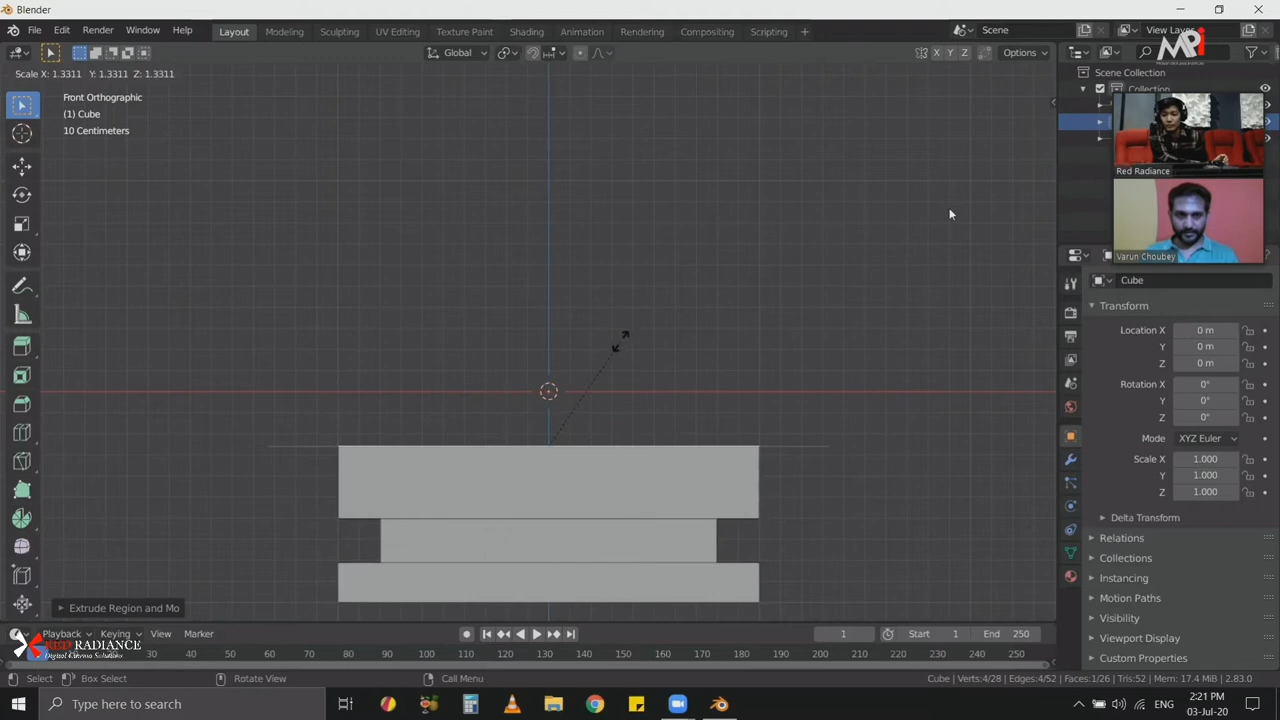 Blender
File Edit Render Window Help Layout Modeling Sculpting UV Editing Texture Paint Shading Animation Rendering Compositing Scripting + Scene View Layer
MRI
Global X Y Z Options
Scale X: 1.3311 Y: 1.3311 Z: 1.3311
Scene Collection
Collection
Front Orthographic
(1) Cube
10 Centimeters
Red Radiance
Varun Choubey
Cube
Transform
Location X 0 m
Y 0 m
Z 0 m
Rotation X 0°
Y 0°
Z 0°
Mode XYZ Euler
Scale X 1.000
Y 1.000
Z 1.000
Delta Transform
Relations
Collections
Instancing
Motion Paths
Visibility
Viewport Display
Custom Properties
Extrude Region and Mo
Playback Keying View Marker 1 Start 1 End 250
RED RADIANCE
Digital Cinema Solutions
30 40 50 60 70 80 90 100 110 120 130 140 150 160 170 180 190 200 210 220 230 240 250
Select Box Select Rotate View Call Menu Cube | Verts:4/28 | Edges:4/52 | Faces:1/26 | Tris:52 | Mem: 17.4 MiB | 2.83.0
Type here to search ENG 2:21 PM
03-Jul-20